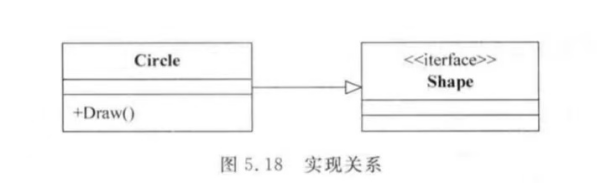 Circle
+Draw()
<<iterface>>
Shape
图 5.18 实现关系